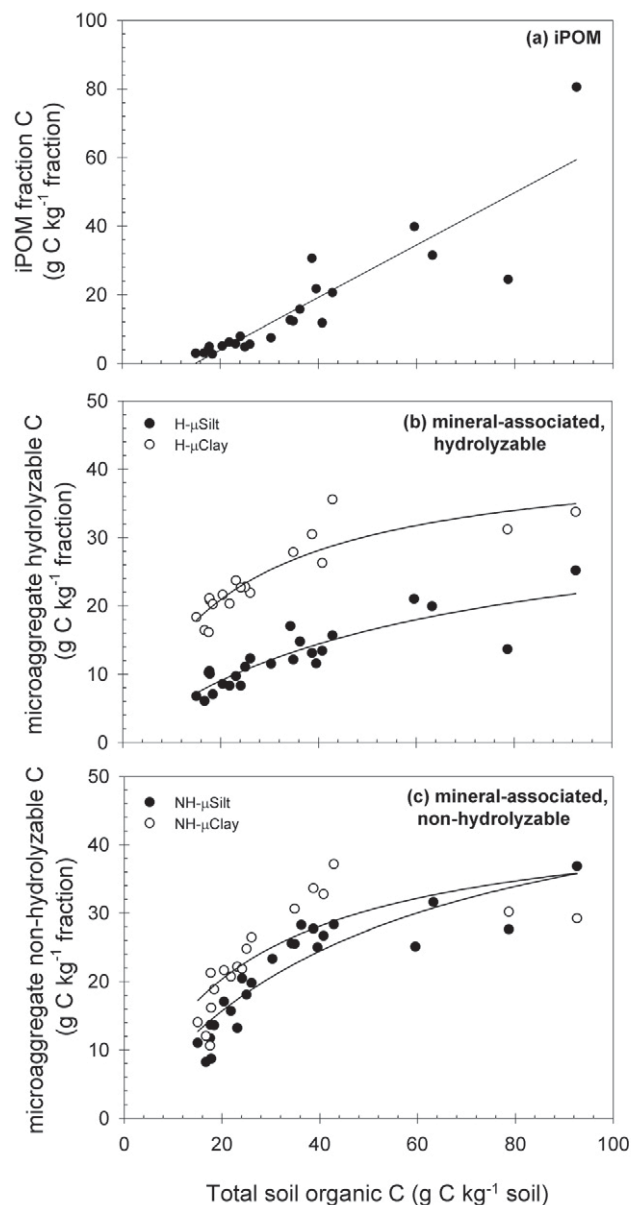 (a) iPOM
100
80
60
40
20
0
iPOM fraction C
(g C kg⁻¹ fraction)
(b) mineral-associated,
hydrolyzable
H-μSilt
H-μClay
50
40
30
20
10
0
microaggregate hydrolyzable C
(g C kg⁻¹ fraction)
(c) mineral-associated,
non-hydrolyzable
NH-μSilt
NH-μClay
50
40
30
20
10
0
microaggregate non-hydrolyzable C
(g C kg⁻¹ fraction)
0 20 40 60 80 100
Total soil organic C (g C kg⁻¹ soil)